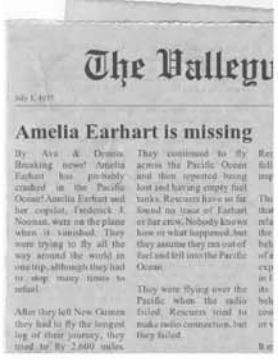 The Valleyv
July 1, 1937
Amelia Earhart is missing
By Ava & Dennis.
Breaking news! Amelia
Earhart has probably
crashed in the Pacific
Ocean! Amelia Earhart and
her copilot, Frederick J.
Noonan, were on the plane
when it vanished. They
were trying to fly all the
way around the world in
one trip, although they had
to stop many times to
refuel.
After they left New Guinea
they had to fly the longest
leg of their journey, they
tried to fly 2,600 miles.
They continued to fly
across the Pacific Ocean
and then reported being
lost and having empty fuel
tanks. Rescuers have so far
found no trace of Earhart
or her crew. Nobody knows
how or what happened, but
they assume they ran out of
fuel and fell into the Pacific
Ocean.
They were flying over the
Pacific when the radio
failed. Rescuers tried to
make radio connection, but
they failed.